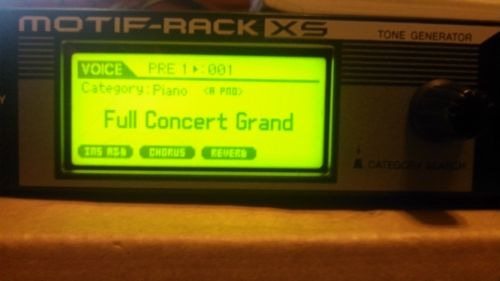 MOTIF-RACK XS
TONE GENERATOR
VOICE PRE 1 :001
Category:Piano <A PNO>
Full Concert Grand
INS A&B CHORUS REVERB
CATEGORY SEARCH